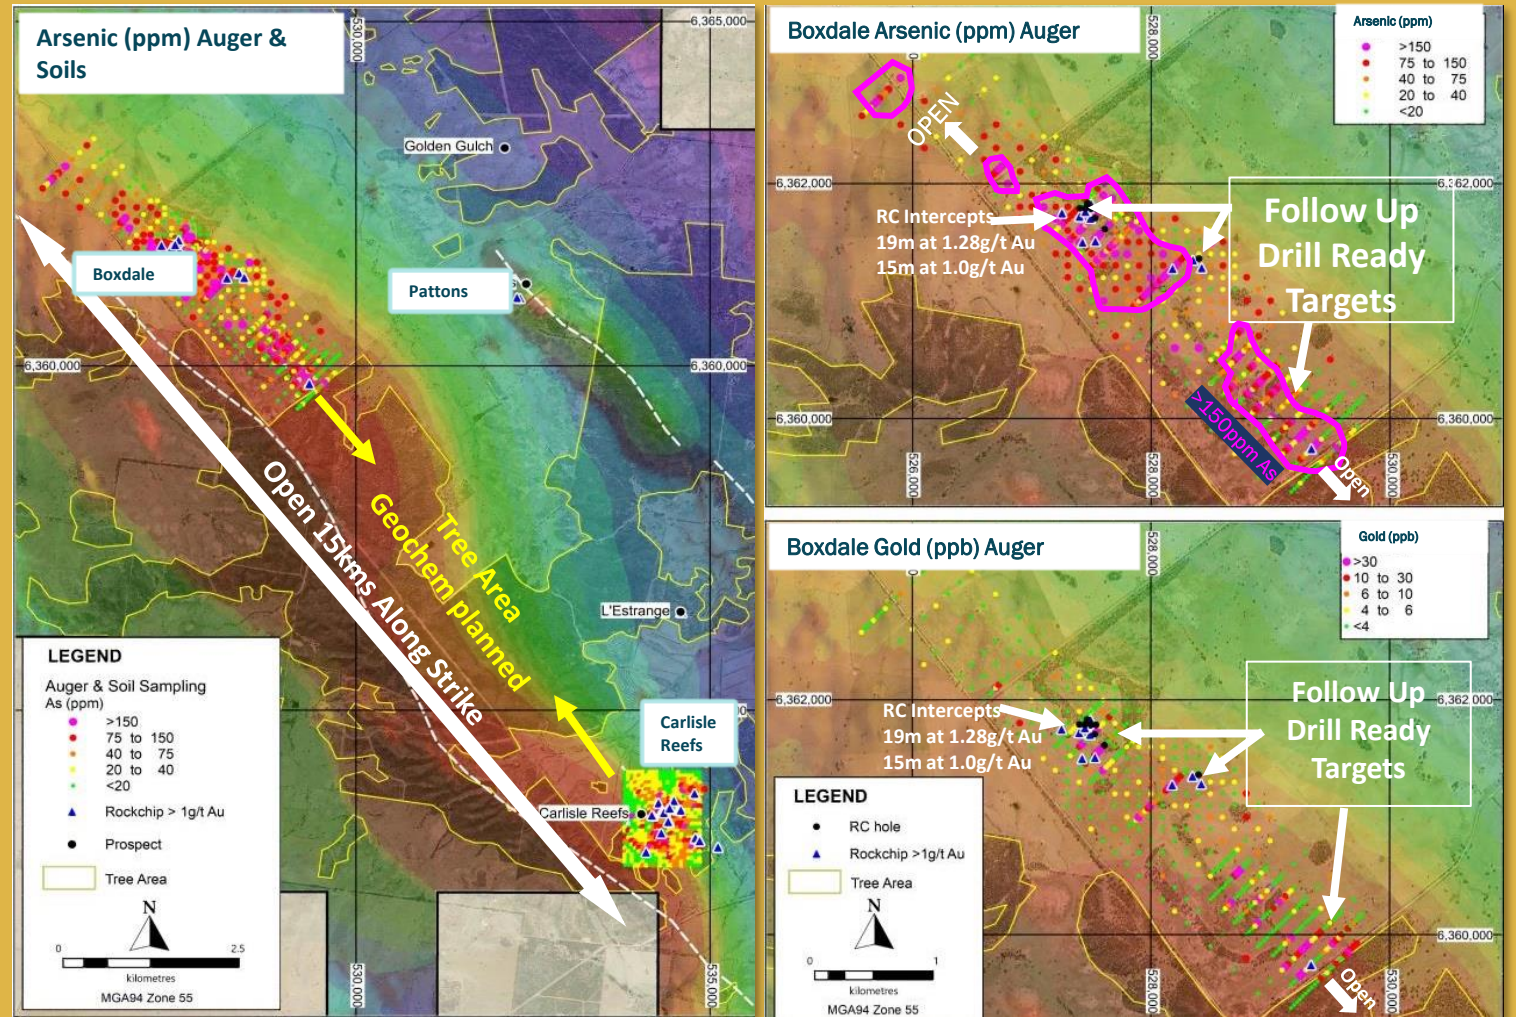 Arsenic (ppm) Auger &
Soils
530,000
6,365,000
Golden Gulch
Boxdale
Pattons
s
6,360,000
6,360,000
Open 15kms Along Strike
Tree Area
Geochem planned
L'Estrange
Carlisle
Reefs
Carlisle Reefs
LEGEND
Auger & Soil Sampling
As (ppm)
>150
75 to 150
40 to 75
20 to 40
<20
Rockchip > 1g/t Au
Prospect
Tree Area
N
0 2.5
kilometres
MGA94 Zone 55
530,000
535,000
Boxdale Arsenic (ppm) Auger
528,000
Arsenic (ppm)
>150
75 to 150
40 to 75
20 to 40
<20
OPEN
6,362,000
6,362,000
RC Intercepts
19m at 1.28g/t Au
15m at 1.0g/t Au
Follow Up
Drill Ready
Targets
>150ppm As
6,360,000
Open
526,000
528,000
530,000
Boxdale Gold (ppb) Auger
0
528,000
Gold (ppb)
>30
10 to 30
6 to 10
4 to 6
<4
6,362,000
6,362,000
RC Intercepts
19m at 1.28g/t Au
15m at 1.0g/t Au
Follow Up
Drill Ready
Targets
LEGEND
RC hole
Rockchip >1g/t Au
Tree Area
N
0 1
kilometres
MGA94 Zone 55
6,360,000
Open
528,000
530,000